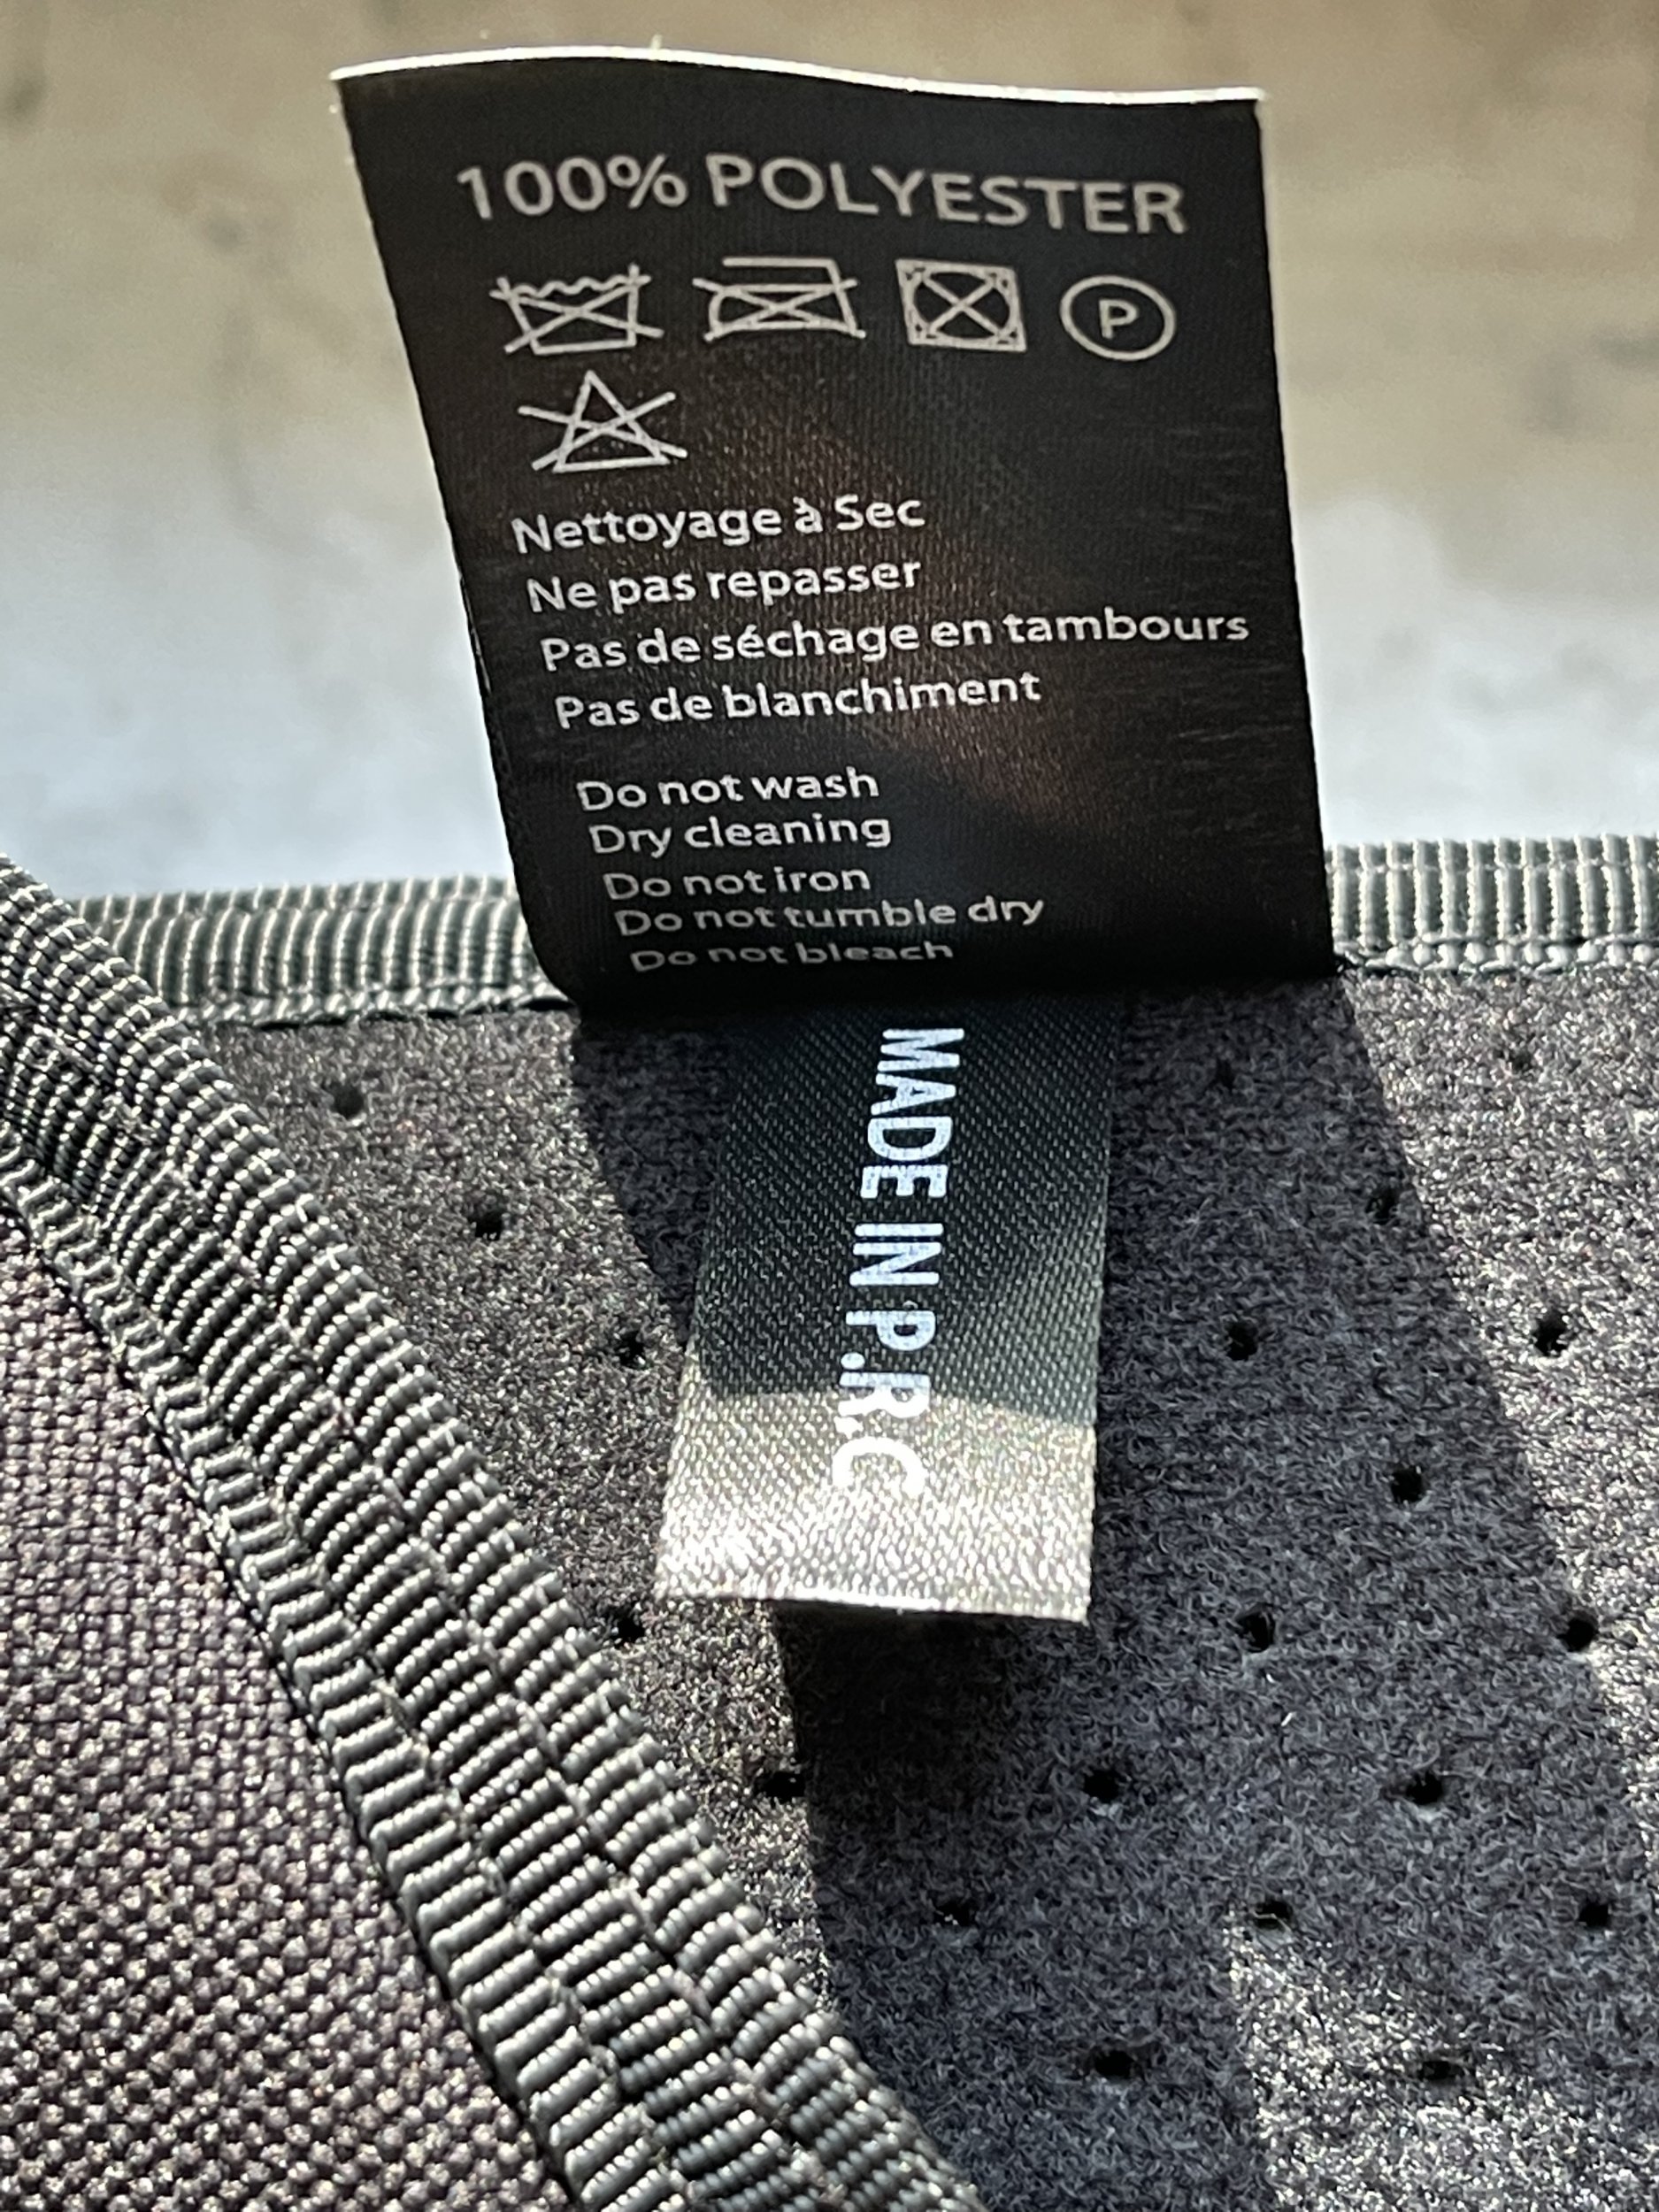 100% POLYESTER
P
Nettoyage à Sec
Ne pas repasser
Pas de séchage en tambours
Pas de blanchiment
Do not wash
Dry cleaning
Do not iron
Do not tumble dry
Do not bleach
MADE IN P.R.C